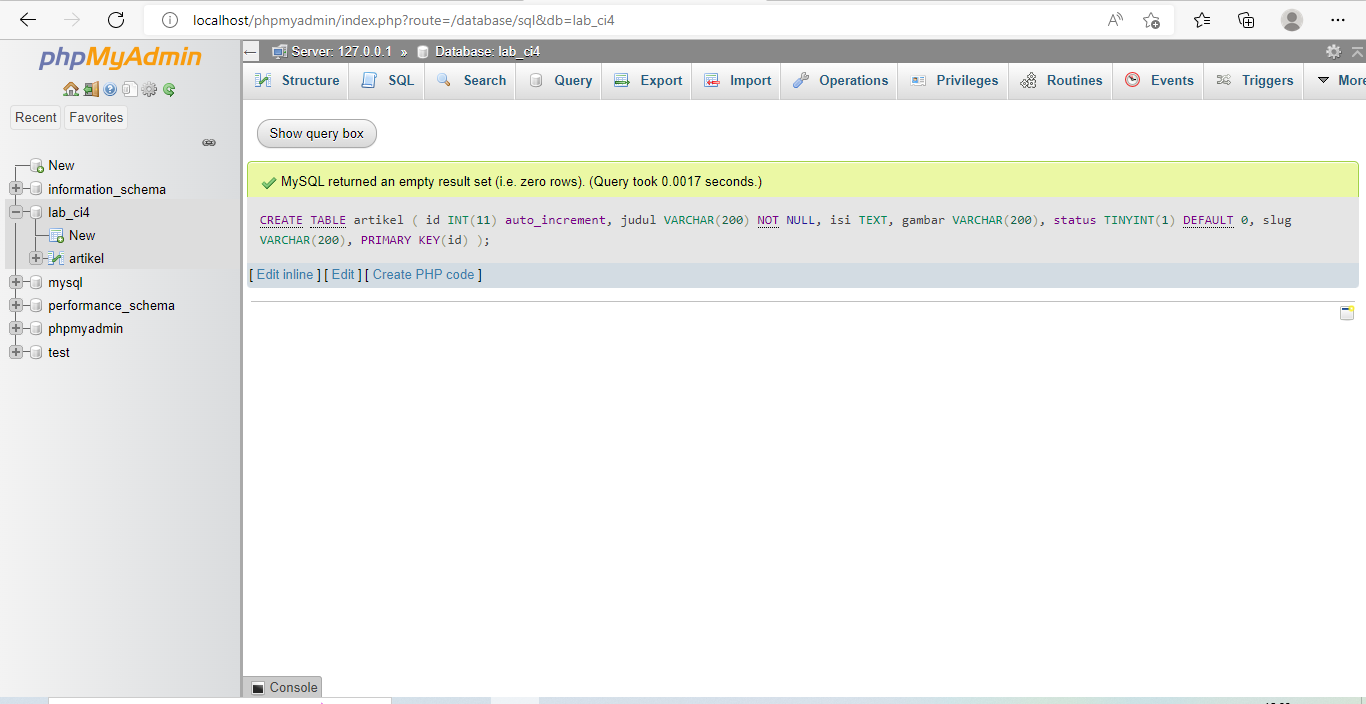 localhost/phpmyadmin/index.php?route=/database/sql&db=lab_ci4
phpMyAdmin
Recent Favorites
New
information_schema
lab_ci4
New
artikel
mysql
performance_schema
phpmyadmin
test
Server: 127.0.0.1 » Database: lab_ci4
Structure SQL Search Query Export Import Operations Privileges Routines Events Triggers More
Show query box
MySQL returned an empty result set (i.e. zero rows). (Query took 0.0017 seconds.)
CREATE TABLE artikel ( id INT(11) auto_increment, judul VARCHAR(200) NOT NULL, isi TEXT, gambar VARCHAR(200), status TINYINT(1) DEFAULT 0, slug
VARCHAR(200), PRIMARY KEY(id) );
[ Edit inline ] [ Edit ] [ Create PHP code ]
Console